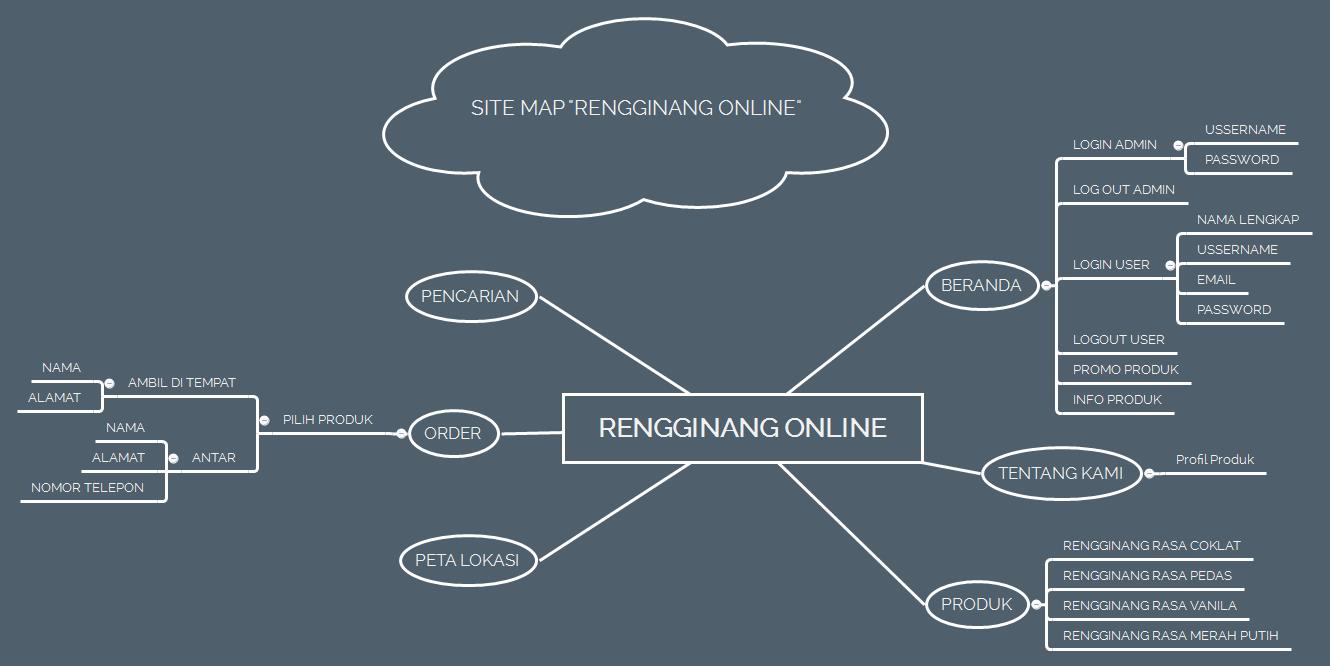 SITE MAP "RENGGINANG ONLINE"
RENGGINANG ONLINE
BERANDA
LOGIN ADMIN
USSERNAME
PASSWORD
LOG OUT ADMIN
LOGIN USER
NAMA LENGKAP
USSERNAME
EMAIL
PASSWORD
LOGOUT USER
PROMO PRODUK
INFO PRODUK
TENTANG KAMI
Profil Produk
PRODUK
RENGGINANG RASA COKLAT
RENGGINANG RASA PEDAS
RENGGINANG RASA VANILA
RENGGINANG RASA MERAH PUTIH
PENCARIAN
ORDER
PILIH PRODUK
AMBIL DI TEMPAT
NAMA
ALAMAT
ANTAR
NAMA
ALAMAT
NOMOR TELEPON
PETA LOKASI